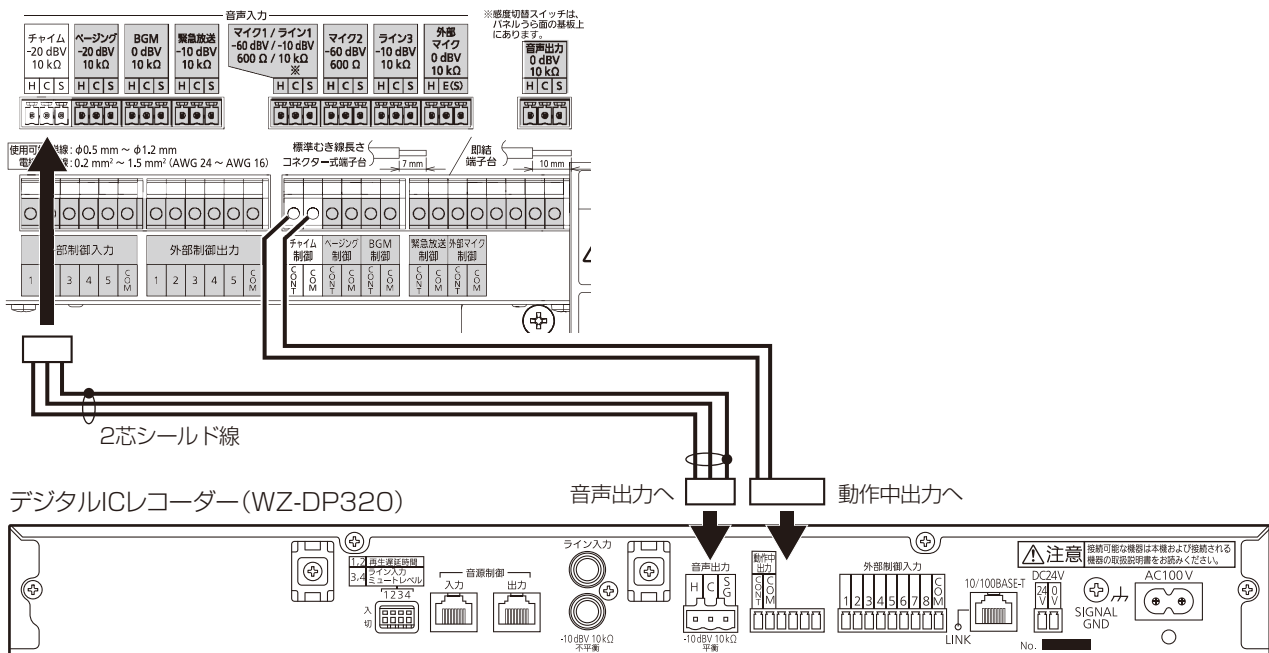 音声入力
※感度切替スイッチは、
パネルうら面の基板上
にあります。
チャイム
-20 dBV
10 kΩ
H C S
ページング
-20 dBV
10 kΩ
H C S
BGM
0 dBV
10 kΩ
H C S
緊急放送
-10 dBV
10 kΩ
H C S
マイク1 / ライン1
-60 dBV / -10 dBV
600 Ω / 10 kΩ
※
H C S
マイク2
-60 dBV
600 Ω
H C S
ライン3
-10 dBV
10 kΩ
H C S
外部
マイク
0 dBV
10 kΩ
H E(S)
音声出力
0 dBV
10 kΩ
H C S
使用可 線:φ0.5 mm ~ φ1.2 mm
電 線:0.2 mm² ~ 1.5 mm² (AWG 24 ~ AWG 16)
標準むき線長さ
コネクター式端子台
7 mm
即結
端子台
10 mm
部制御入力
1 3 4 5 COM
外部制御出力
1 2 3 4 5 COM
チャイム
制御
CONT COM
ページング
制御
CONT COM
BGM
制御
CONT COM
緊急放送
制御
CONT COM
外部マイク
制御
CONT COM
2芯シールド線
デジタルICレコーダー(WZ-DP320)
音声出力へ
動作中出力へ
1,2 再生遅延時間
3,4 ライン入力
ミュートレベル
1234
入
切
音源制御
入力 出力
ライン入力
-10dBV 10kΩ
不平衡
音声出力
H C SG
-10dBV 10kΩ
平衡
動作中
出力
CONT COM
外部制御入力
1 2 3 4 5 6 7 8 COM
注意
接続可能な機器は本機および接続される
機器の取扱説明書をお読みください。
10/100BASE-T
LINK
DC24V
24V 0V
SIGNAL
GND
AC100V
No.